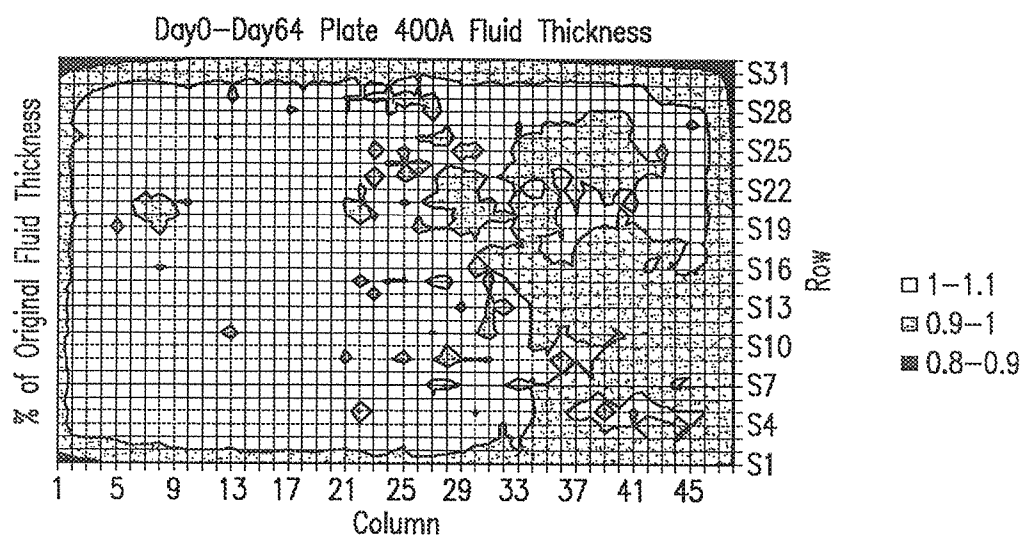 Day0-Day64 Plate 400A Fluid Thickness
% of Original Fluid Thickness
S31
S28
S25
S22
S19
S16
S13
S10
S7
S4
S1
Row
1 5 9 13 17 21 25 29 33 37 41 45
Column
1-1.1
0.9-1
0.8-0.9